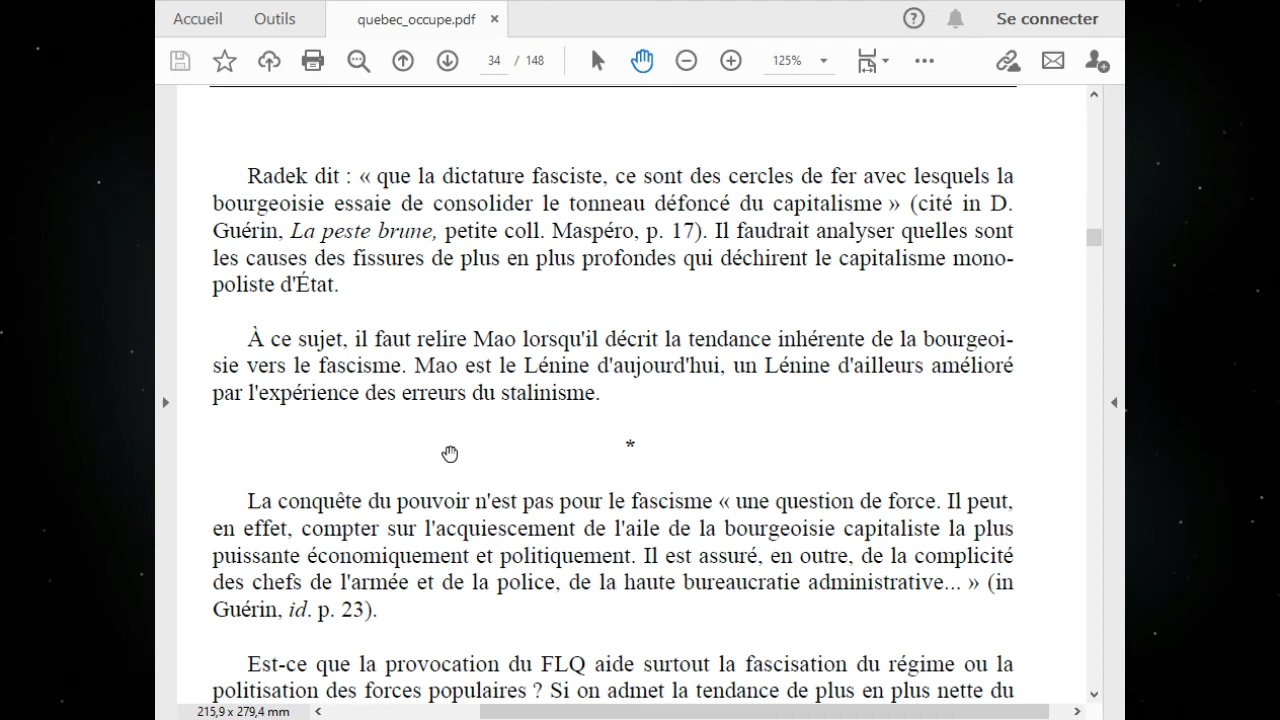 Accueil Outils quebec_occupe.pdf × ? Se connecter
34 / 148 125%
Radek dit : « que la dictature fasciste, ce sont des cercles de fer avec lesquels la
bourgeoisie essaie de consolider le tonneau défoncé du capitalisme » (cité in D.
Guérin, La peste brune, petite coll. Maspéro, p. 17). Il faudrait analyser quelles sont
les causes des fissures de plus en plus profondes qui déchirent le capitalisme mono-
poliste d'État.
À ce sujet, il faut relire Mao lorsqu'il décrit la tendance inhérente de la bourgeoi-
sie vers le fascisme. Mao est le Lénine d'aujourd'hui, un Lénine d'ailleurs amélioré
par l'expérience des erreurs du stalinisme.
*
La conquête du pouvoir n'est pas pour le fascisme « une question de force. Il peut,
en effet, compter sur l'acquiescement de l'aile de la bourgeoisie capitaliste la plus
puissante économiquement et politiquement. Il est assuré, en outre, de la complicité
des chefs de l'armée et de la police, de la haute bureaucratie administrative... » (in
Guérin, id. p. 23).
Est-ce que la provocation du FLQ aide surtout la fascisation du régime ou la
politisation des forces populaires ? Si on admet la tendance de plus en plus nette du
215,9 x 279,4 mm